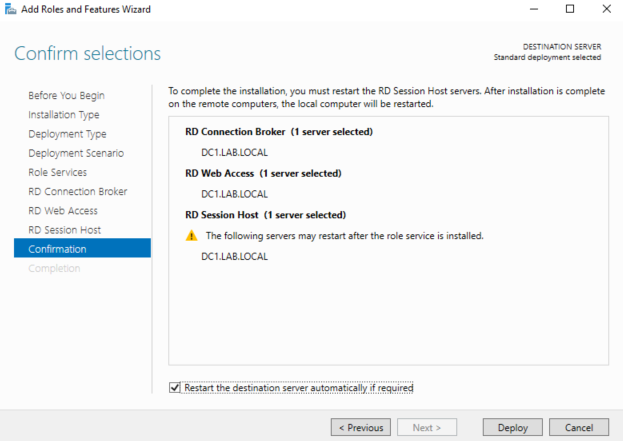 Add Roles and Features Wizard
Confirm selections
DESTINATION SERVER
Standard deployment selected
Before You Begin
Installation Type
Deployment Type
Deployment Scenario
Role Services
RD Connection Broker
RD Web Access
RD Session Host
Confirmation
Completion
To complete the installation, you must restart the RD Session Host servers. After installation is complete
on the remote computers, the local computer will be restarted.
RD Connection Broker (1 server selected)
DC1.LAB.LOCAL
RD Web Access (1 server selected)
DC1.LAB.LOCAL
RD Session Host (1 server selected)
The following servers may restart after the role service is installed.
DC1.LAB.LOCAL
Restart the destination server automatically if required
< Previous
Next >
Deploy
Cancel